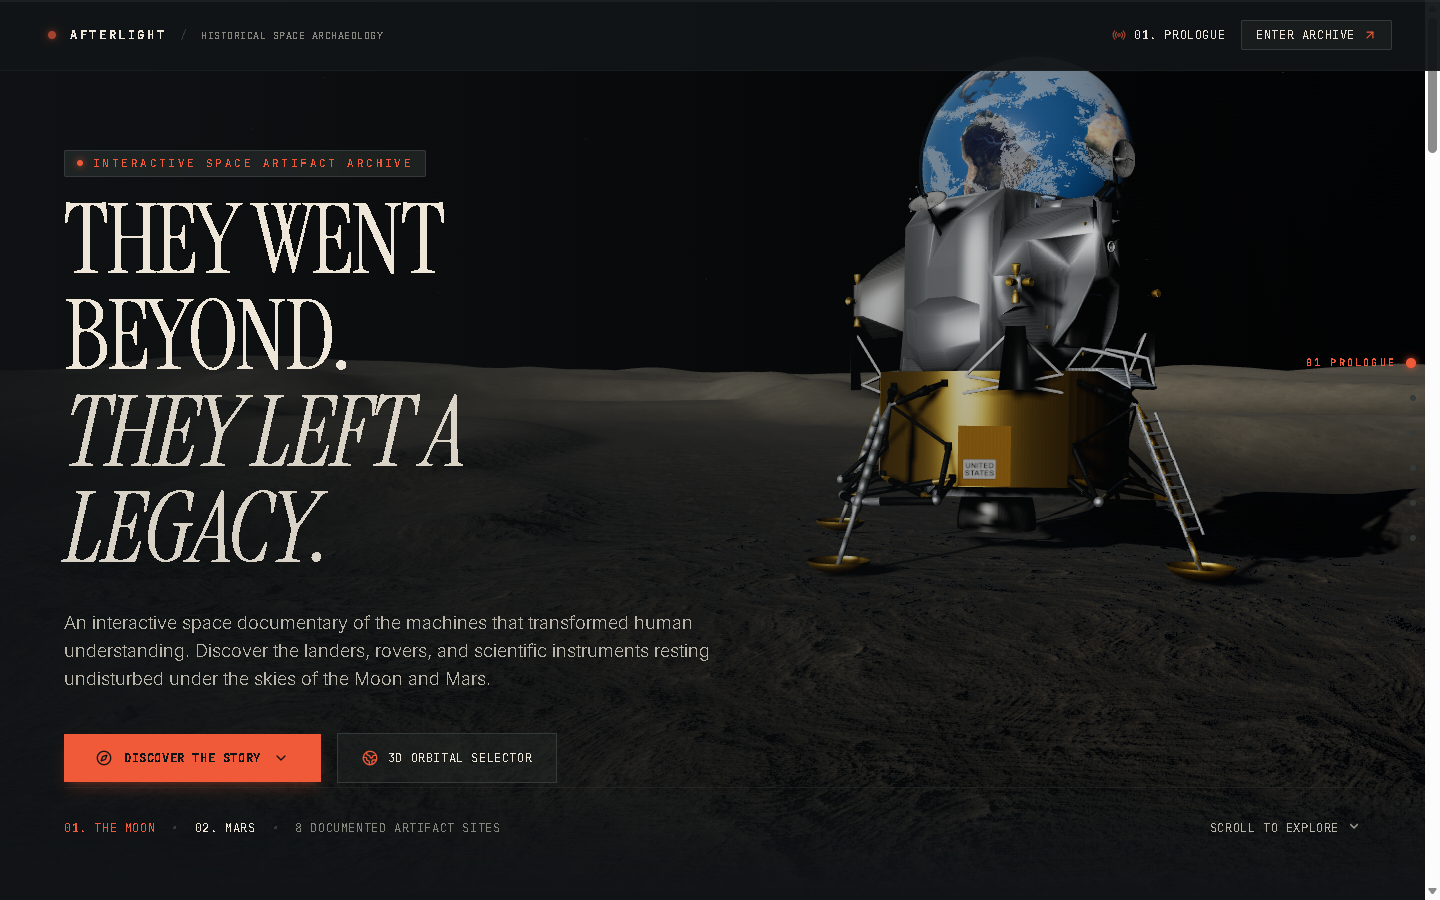 AFTERLIGHT / HISTORICAL SPACE ARCHAEOLOGY
01. PROLOGUE
ENTER ARCHIVE
INTERACTIVE SPACE ARTIFACT ARCHIVE
THEY WENT
BEYOND.
THEY LEFT A
LEGACY.
01 PROLOGUE
UNITED
STATES
An interactive space documentary of the machines that transformed human
understanding. Discover the landers, rovers, and scientific instruments resting
undisturbed under the skies of the Moon and Mars.
DISCOVER THE STORY
3D ORBITAL SELECTOR
01. THE MOON • 02. MARS • 8 DOCUMENTED ARTIFACT SITES
SCROLL TO EXPLORE